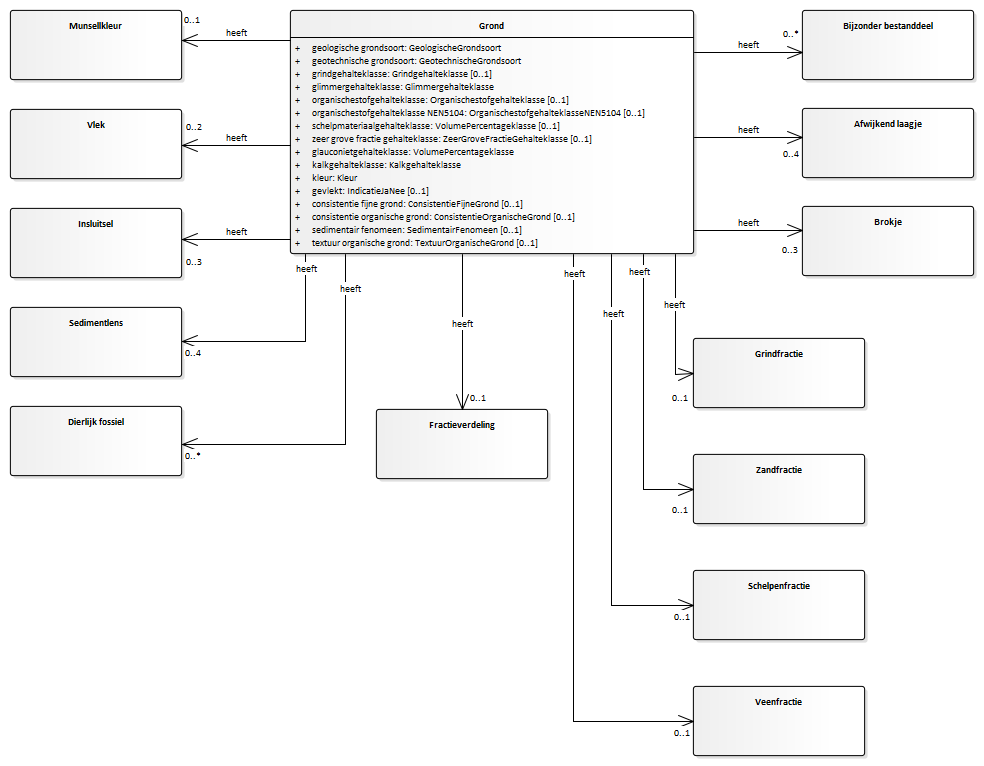 Munsellkleur
0..1
heeft
Grond
+ geologische grondsoort: GeologischeGrondsoort
+ geotechnische grondsoort: GeotechnischeGrondsoort
+ grindgehalteklasse: Grindgehalteklasse [0..1]
+ glimmergehalteklasse: Glimmergehalteklasse
+ organischestofgehalteklasse: Organischestofgehalteklasse [0..1]
+ organischestofgehalteklasse NEN5104: OrganischestofgehalteklasseNEN5104 [0..1]
+ schelpmateriaalgehalteklasse: VolumePercentageklasse [0..1]
+ zeer grove fractie gehalteklasse: ZeerGroveFractieGehalteklasse [0..1]
+ glauconietgehalteklasse: VolumePercentageklasse
+ kalkgehalteklasse: Kalkgehalteklasse
+ kleur: Kleur
+ gevlekt: IndicatieJaNee [0..1]
+ consistentie fijne grond: ConsistentieFijneGrond [0..1]
+ consistentie organische grond: ConsistentieOrganischeGrond [0..1]
+ sedimentair fenomeen: SedimentairFenomeen [0..1]
+ textuur organische grond: TextuurOrganischeGrond [0..1]
Bijzonder bestanddeel
0..*
heeft
Vlek
0..2
heeft
Afwijkend laagje
heeft
0..4
Insluitsel
heeft
0..3
Brokje
heeft
0..3
Sedimentlens
heeft
0..4
Dierlijk fossiel
heeft
0..*
Fractieverdeling
heeft
0..1
Grindfractie
heeft
0..1
Zandfractie
heeft
0..1
Schelpenfractie
heeft
0..1
Veenfractie
heeft
0..1